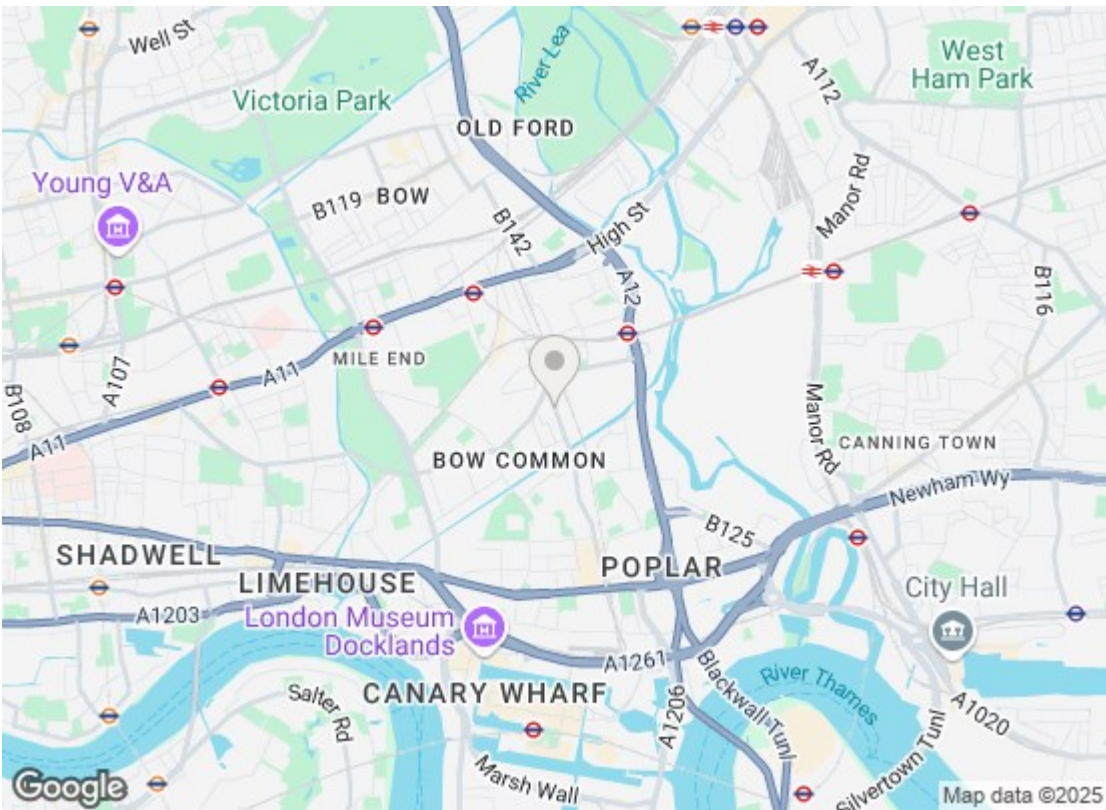 Well St
River Lea
West
Ham Park
A112
Victoria Park
OLD FORD
Young V&A
Manor Rd
B119
BOW
B142
High St
A12
B116
MILE END
A107
A11
B108
A11
Manor Rd
CANNING TOWN
BOW COMMON
Newham Wy
B125
SHADWELL
LIMEHOUSE
POPLAR
City Hall
A1203
London Museum
Docklands
A1261
Blackwall Tunl
River Thames
Salter Rd
CANARY WHARF
A1206
A1020
Marsh Wall
Silvertown Tunl
Google
Map data ©2025